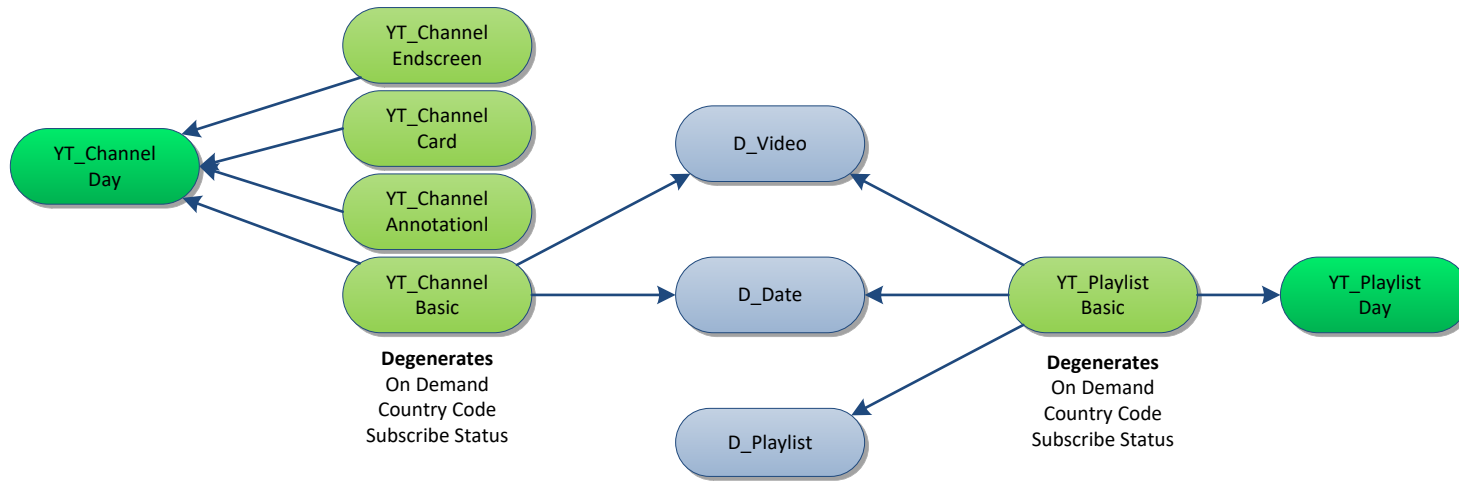 YT_Channel
Endscreen
YT_Channel
Card
YT_Channel
Day
YT_Channel
Annotationl
YT_Channel
Basic
Degenerates
On Demand
Country Code
Subscribe Status
D_Video
D_Date
D_Playlist
YT_Playlist
Basic
Degenerates
On Demand
Country Code
Subscribe Status
YT_Playlist
Day